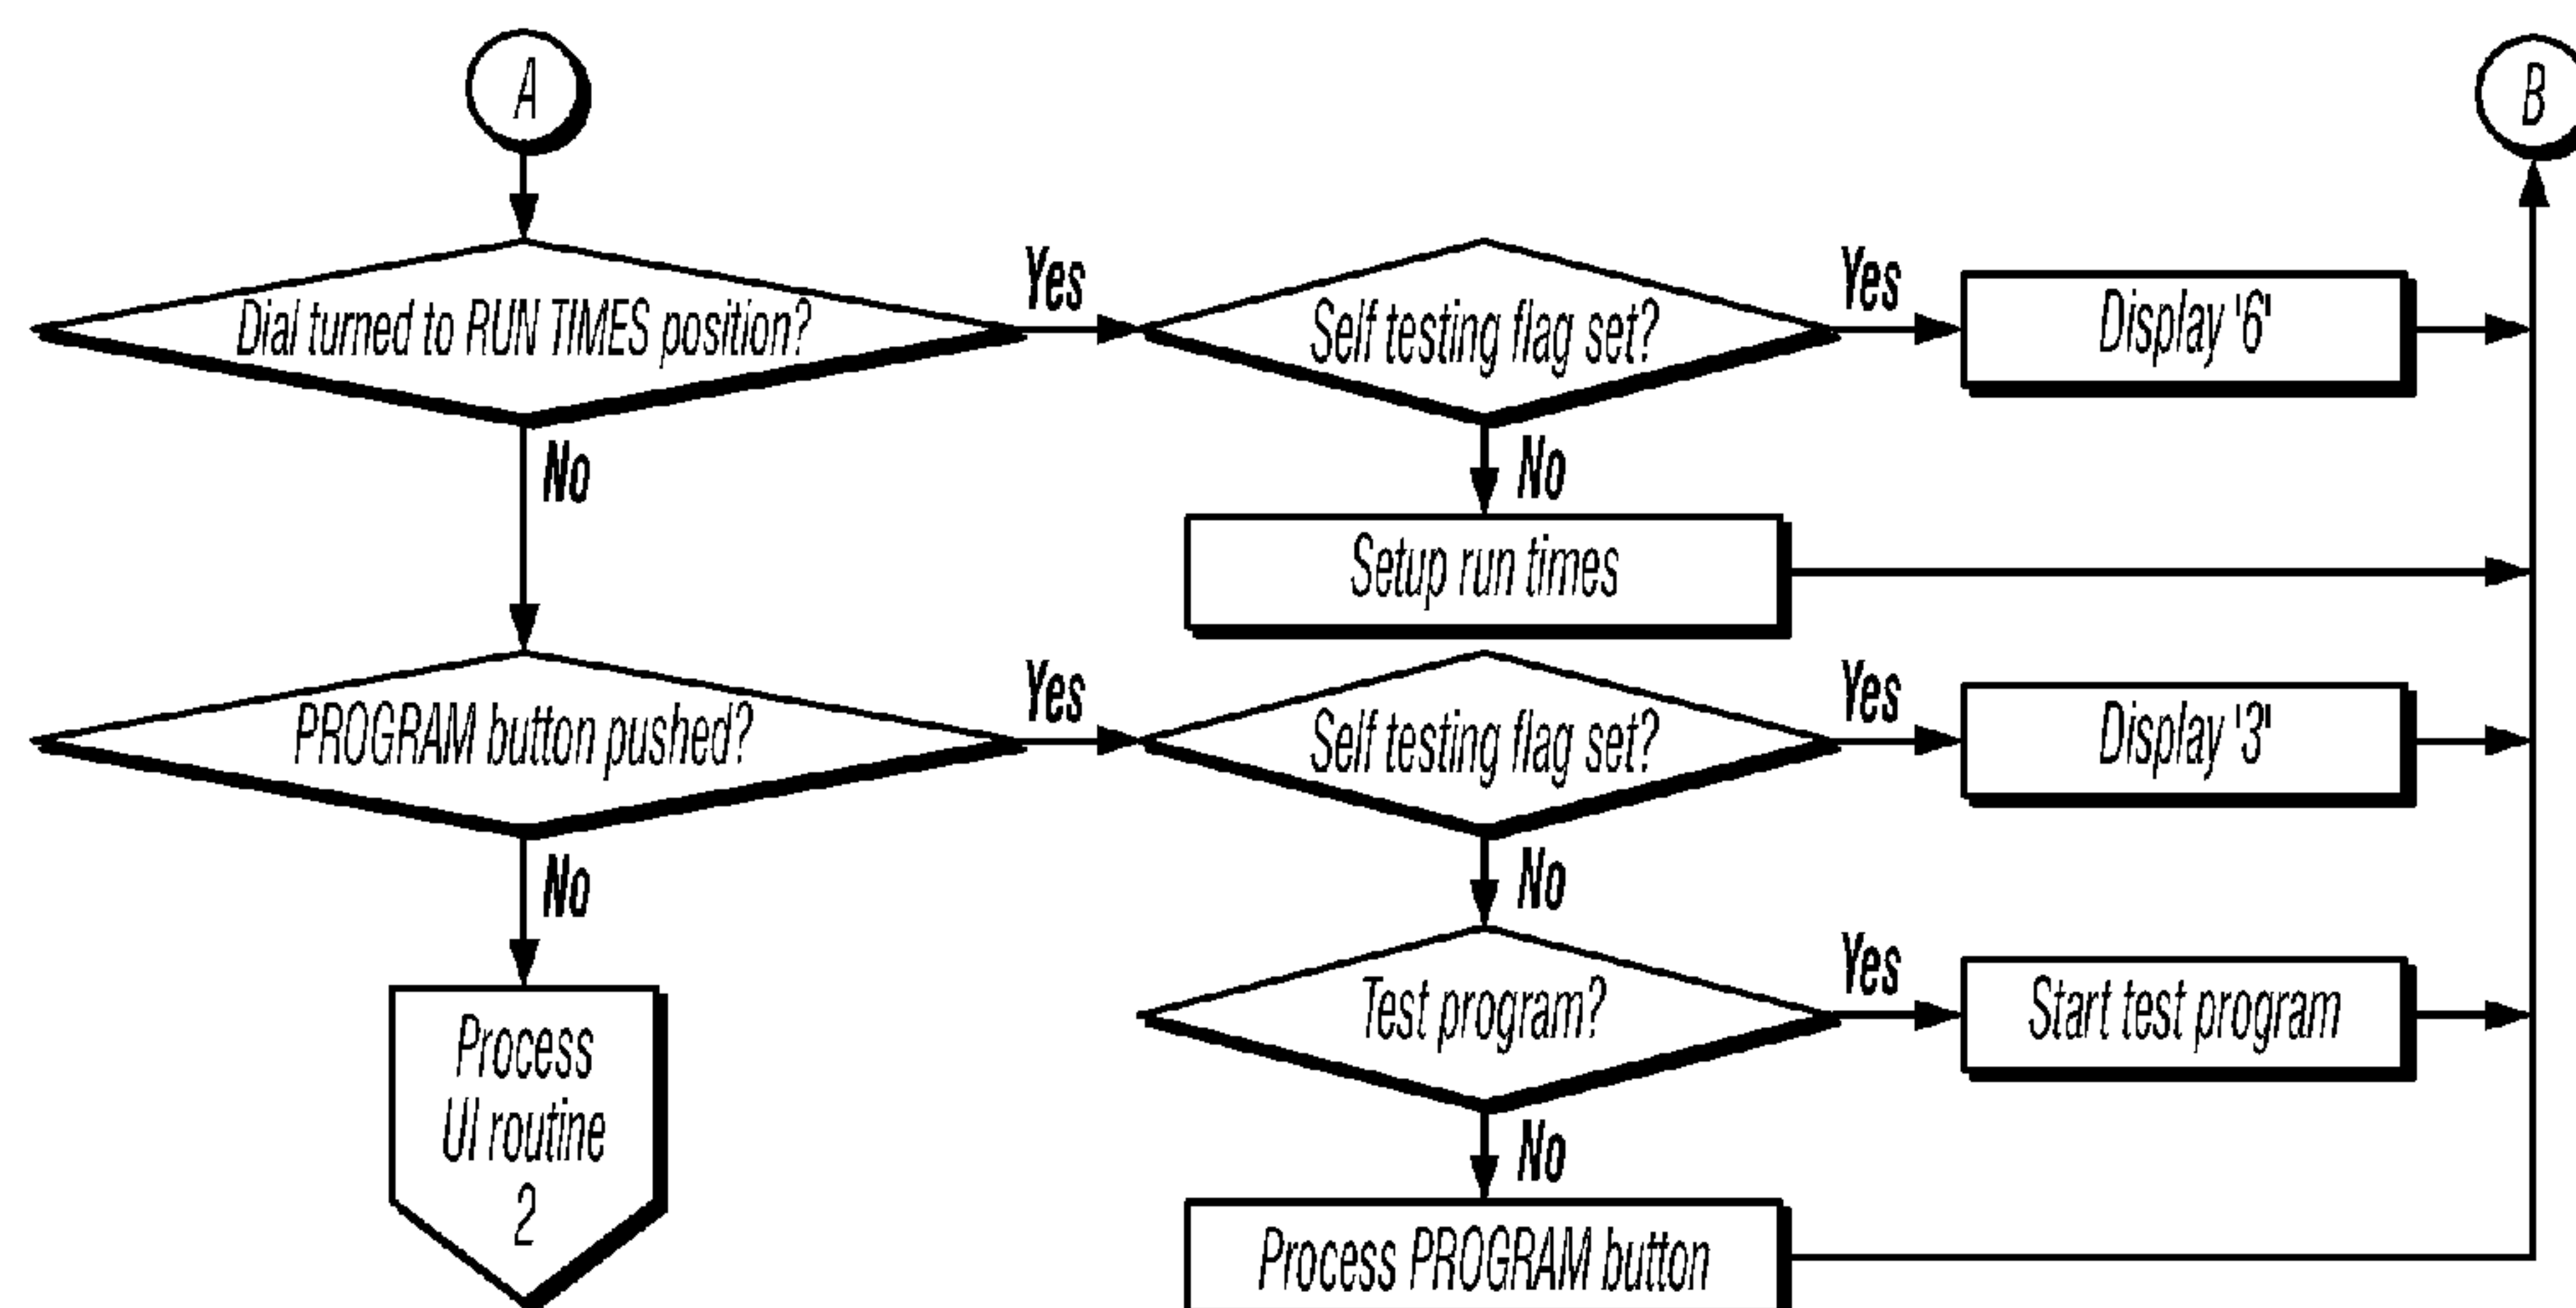 A
B
Dial turned to RUN TIMES position?
Yes
Self testing flag set?
Yes
Display '6'
No
No
Setup run times
PROGRAM button pushed?
Yes
Self testing flag set?
Yes
Display '3'
No
No
Process
UI routine
2
Test program?
Yes
Start test program
No
Process PROGRAM button